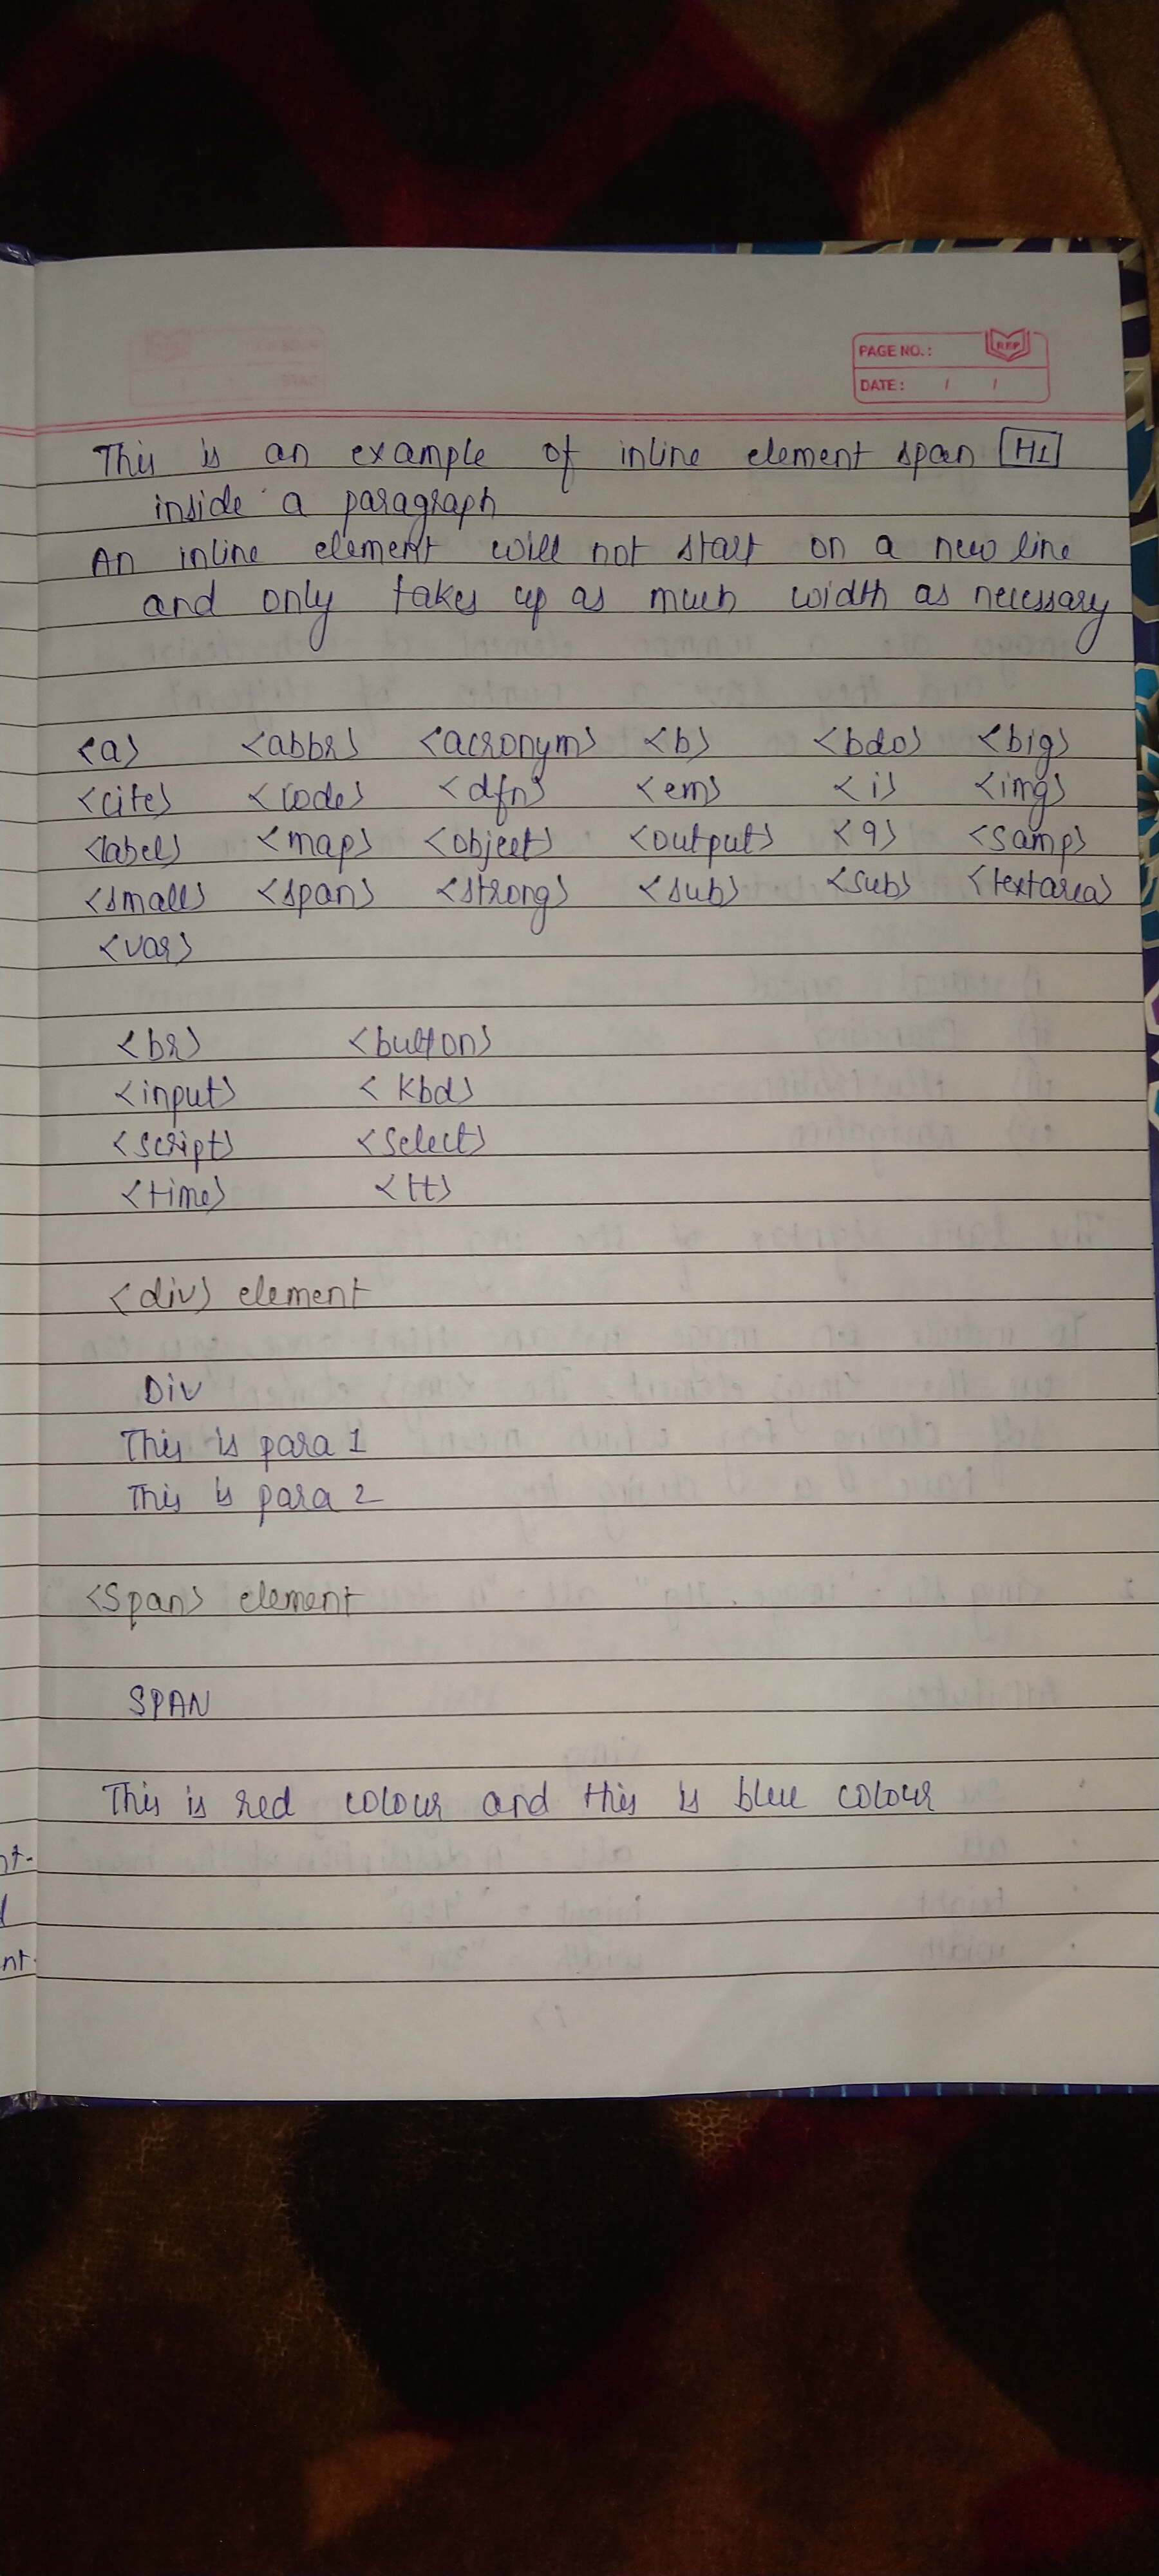 PAGE NO.:
REP
DATE: / /
This is an example of inline element span H1
inside a paragraph
An inline element will not start on a new line
and only takes up as much width as necessary
<a> <abbr> <acronym> <b> <bdo> <big>
<cite> <code> <dfn> <em> <i> <img>
<label> <map> <object> <output> <q> <samp>
<small> <span> <strong> <sub> <sub> <textarea>
<var>
<br> <button>
<input> <kbd>
<script> <select>
<time> <tt>
<div> element
Div
This is para 1
This is para 2
<Span> element
SPAN
This is red colour and this is blue colour
nt.
nt.